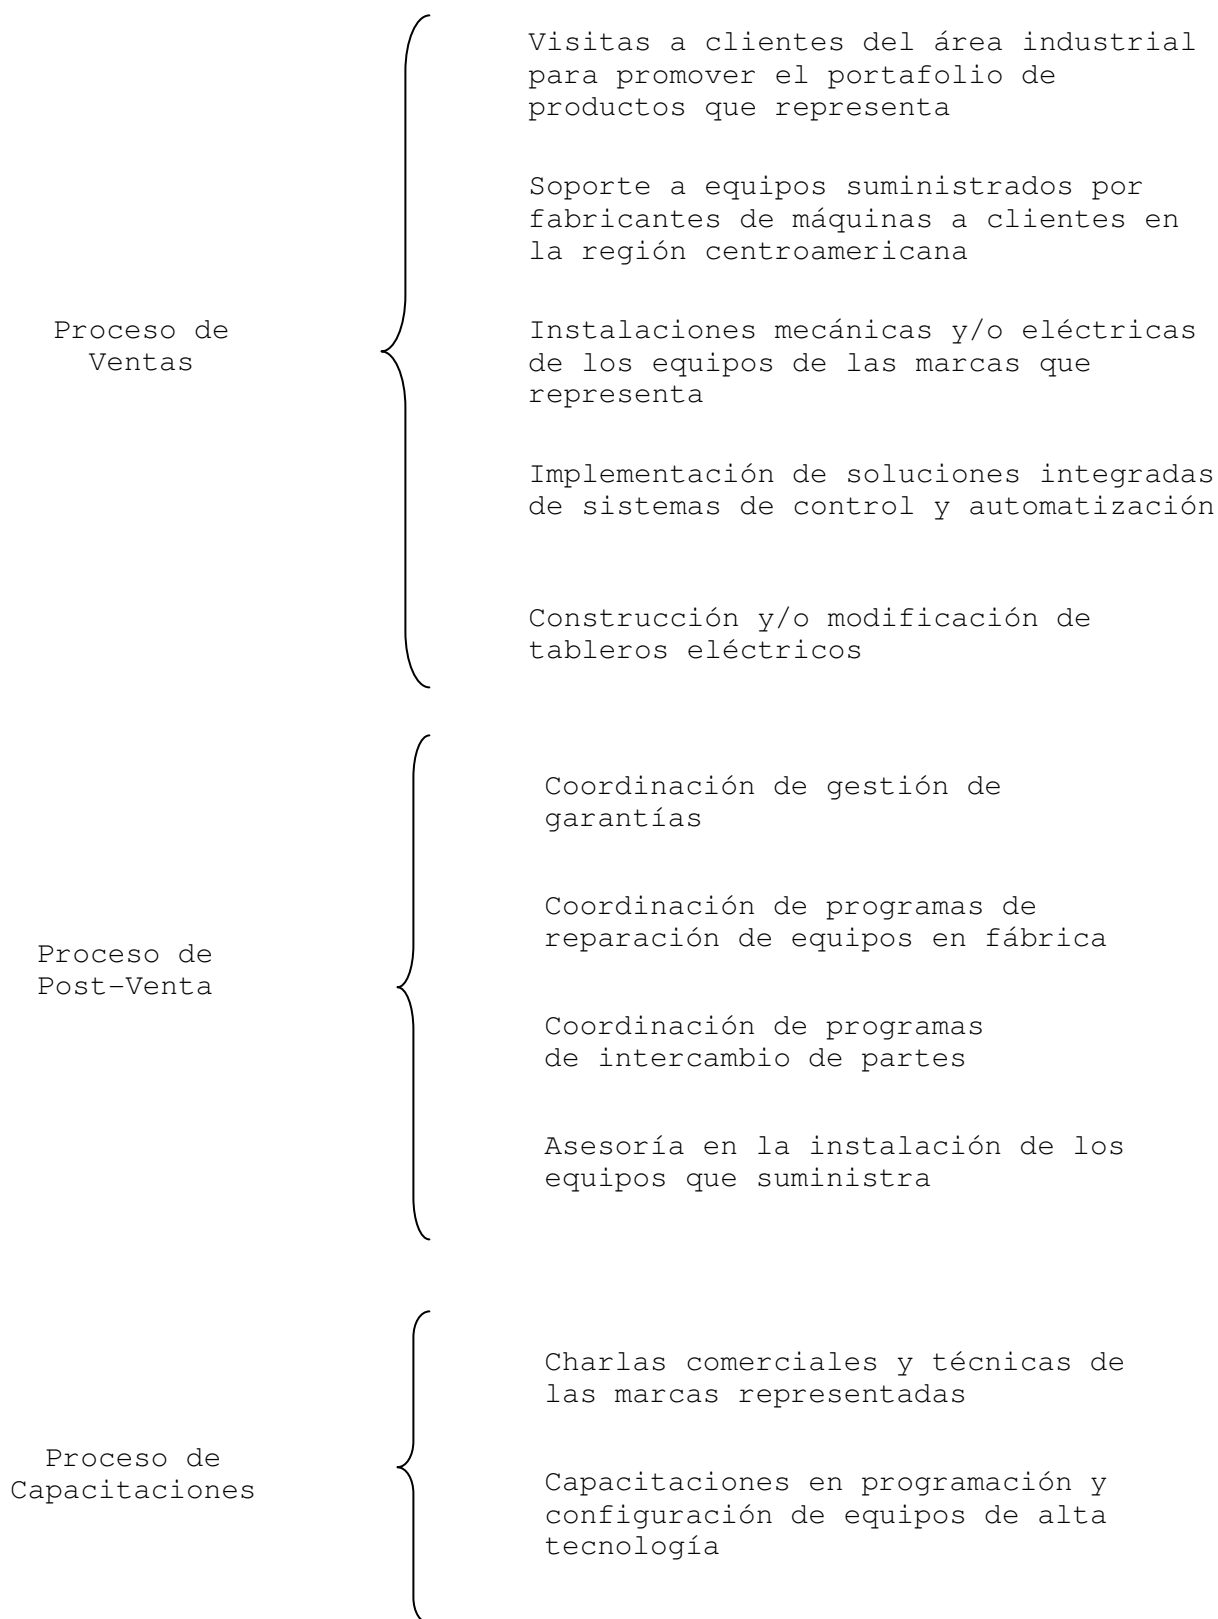 Visitas a clientes del área industrial
para promover el portafolio de
productos que representa
Soporte a equipos suministrados por
fabricantes de máquinas a clientes en
la región centroamericana
Proceso de
Ventas
Instalaciones mecánicas y/o eléctricas
de los equipos de las marcas que
representa
Implementación de soluciones integradas
de sistemas de control y automatización
Construcción y/o modificación de
tableros eléctricos
Coordinación de gestión de
garantías
Coordinación de programas de
reparación de equipos en fábrica
Proceso de
Post-Venta
Coordinación de programas
de intercambio de partes
Asesoría en la instalación de los
equipos que suministra
Charlas comerciales y técnicas de
las marcas representadas
Proceso de
Capacitaciones
Capacitaciones en programación y
configuración de equipos de alta
tecnología